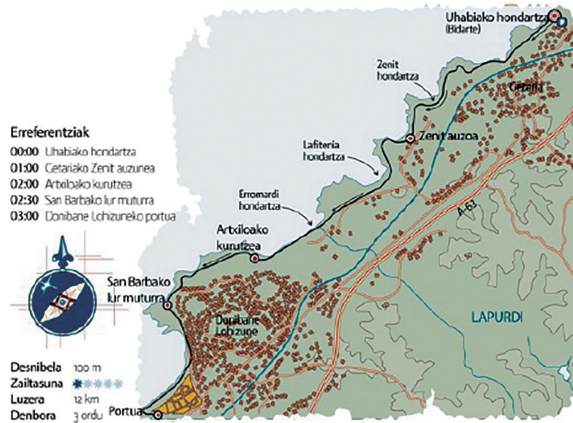 Uhabiako hondartza
(Bidarte)
Zenit
hondartza
Getaria
Zenit auzoa
Lafitenia
hondartza
Erromardi
hondartza
A-63
Artxiloako
kurutzea
San Barbako
lur muturra
Donibane
Lohizune
LAPURDI
Portua
Erreferentziak
00:00 Uhabiako hondartza
01:00 Getariako Zenit auzunea
02:00 Artxiloako kurutzea
02:30 San Barbako lur muturra
03:00 Donibane Lohizuneko portua
Desnibela 100 m
Zailtasuna
Luzera 12 km
Denbora 3 ordu